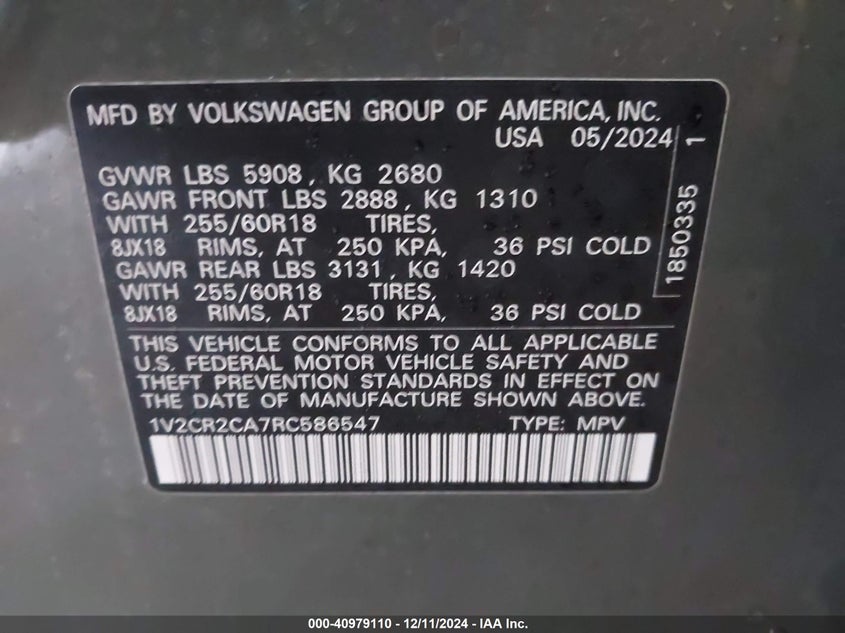 MFD BY VOLKSWAGEN GROUP OF AMERICA, INC.
USA 05/2024
GVWR LBS 5908, KG 2680
GAWR FRONT LBS 2888, KG 1310
WITH 255/60R18 TIRES,
8JX18 RIMS, AT 250 KPA, 36 PSI COLD
GAWR REAR LBS 3131, KG 1420
WITH 255/60R18 TIRES,
8JX18 RIMS, AT 250 KPA, 36 PSI COLD
1850335 1
THIS VEHICLE CONFORMS TO ALL APPLICABLE
U.S. FEDERAL MOTOR VEHICLE SAFETY AND
THEFT PREVENTION STANDARDS IN EFFECT ON
THE DATE OF MANUFACTURE SHOWN ABOVE.
1V2CR2CA7RC586547 TYPE: MPV
000-40979110 - 12/11/2024 - IAA Inc.